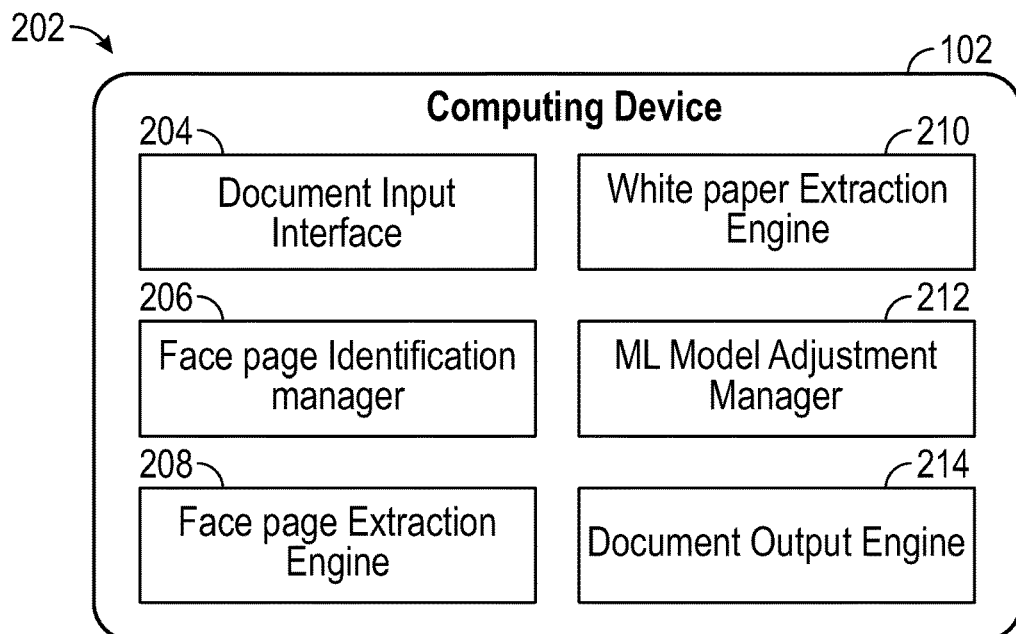 202
102
Computing Device
204
Document Input
Interface
210
White paper Extraction
Engine
206
Face page Identification
manager
212
ML Model Adjustment
Manager
208
Face page Extraction
Engine
214
Document Output Engine